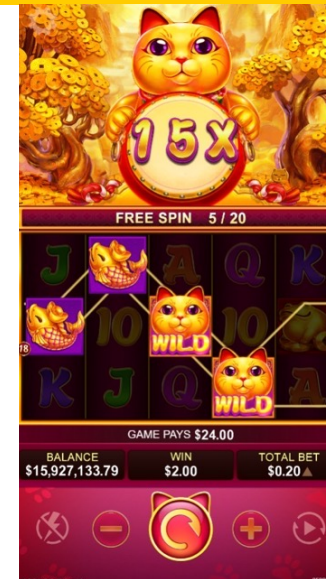 15X
FREE SPIN 5 / 20
J A Q K
10 WILD 10
18
K J Q WILD A
GAME PAYS $24.00
BALANCE WIN TOTAL BET
$15,927,133.79 $2.00 $0.20